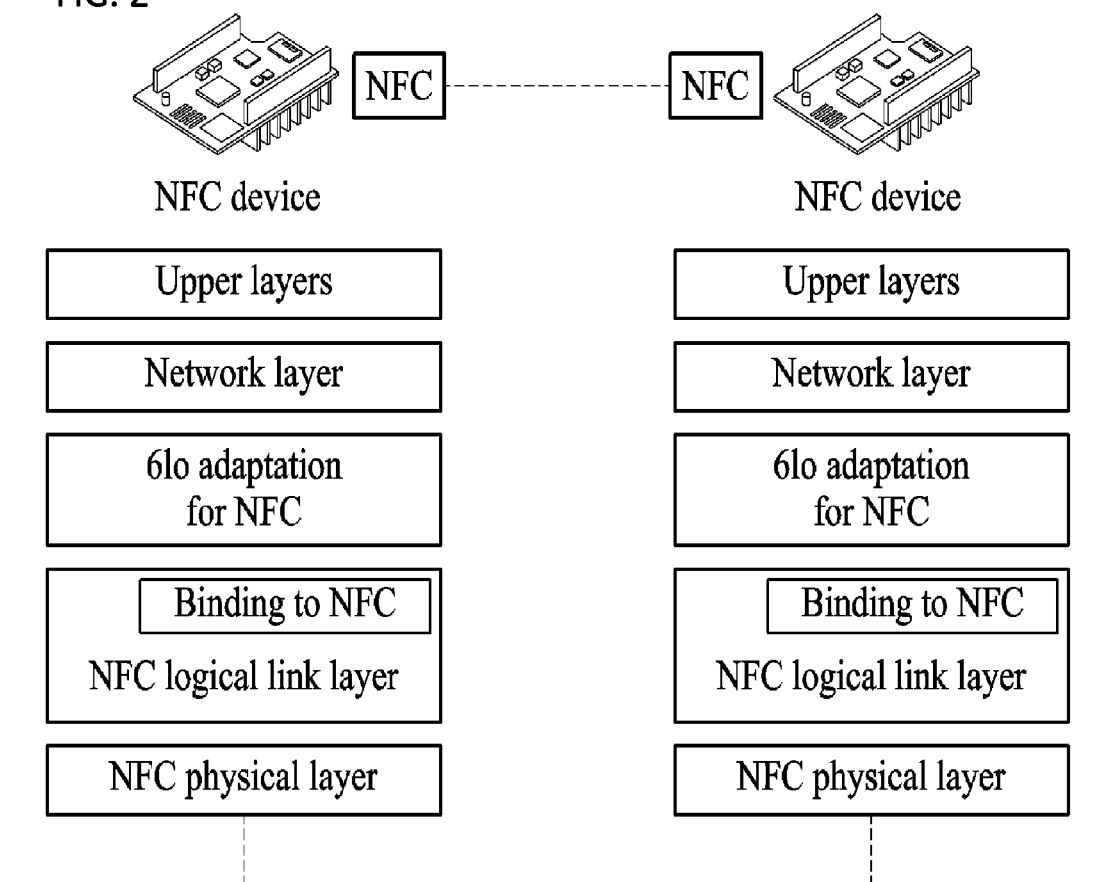 FIG. 2
NFC
NFC
NFC device
NFC device
Upper layers
Network layer
6lo adaptation
for NFC
Binding to NFC
NFC logical link layer
NFC physical layer
Upper layers
Network layer
6lo adaptation
for NFC
Binding to NFC
NFC logical link layer
NFC physical layer